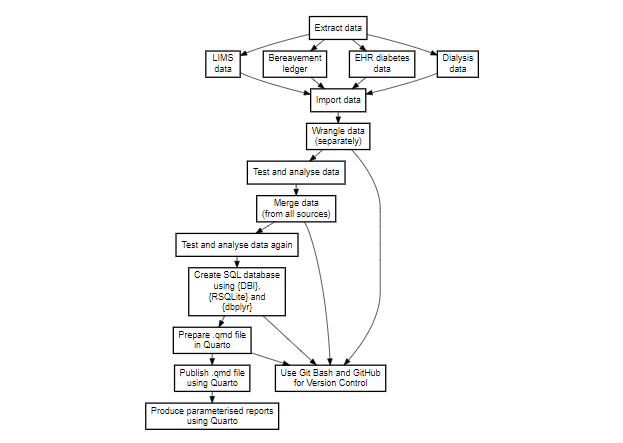 Extract data
LIMS
data
Bereavement
ledger
EHR diabetes
data
Dialysis
data
Import data
Wrangle data
(separately)
Test and analyse data
Merge data
(from all sources)
Test and analyse data again
Create SQL database
using {DBI},
{RSQLite} and
{dbplyr}
Prepare .qmd file
in Quarto
Publish .qmd file
using Quarto
Use Git Bash and GitHub
for Version Control
Produce parameterised reports
using Quarto